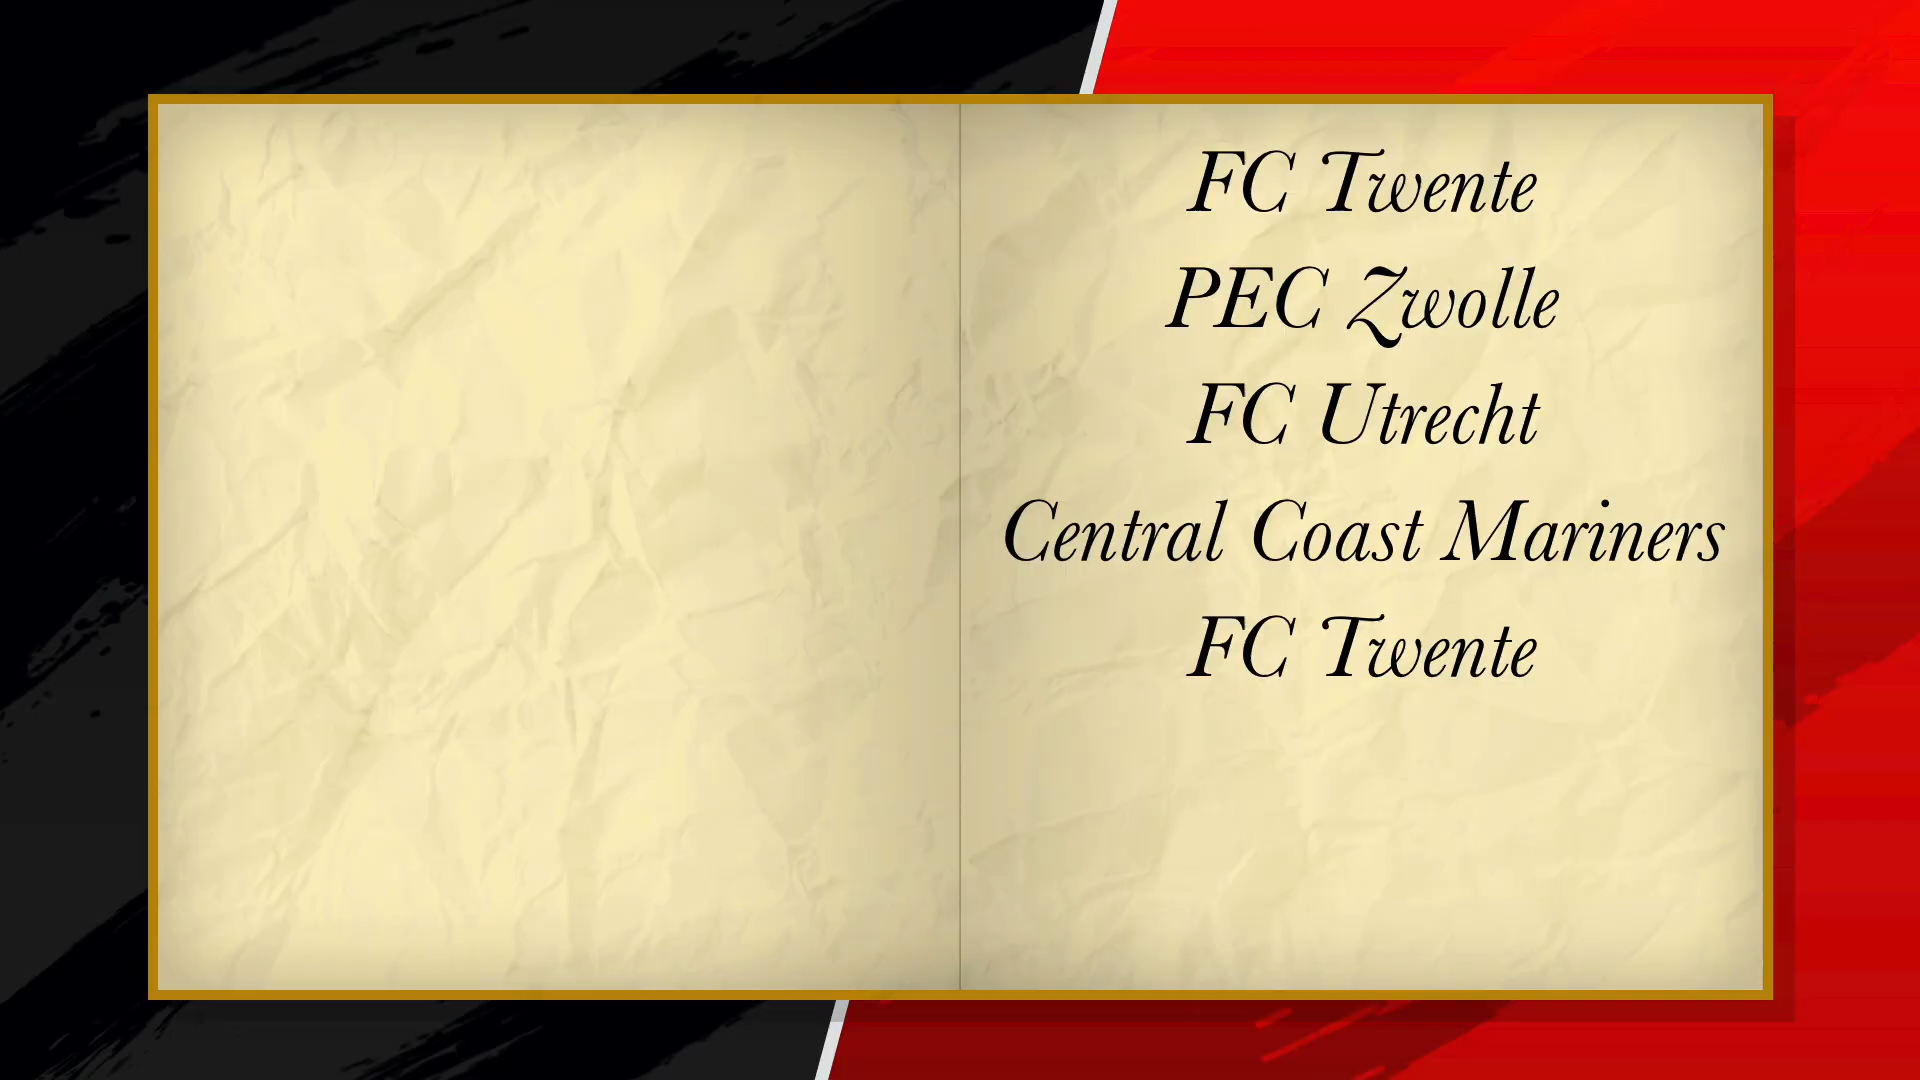 FC Twente
PEC Zwolle
FC Utrecht
Central Coast Mariners
FC Twente